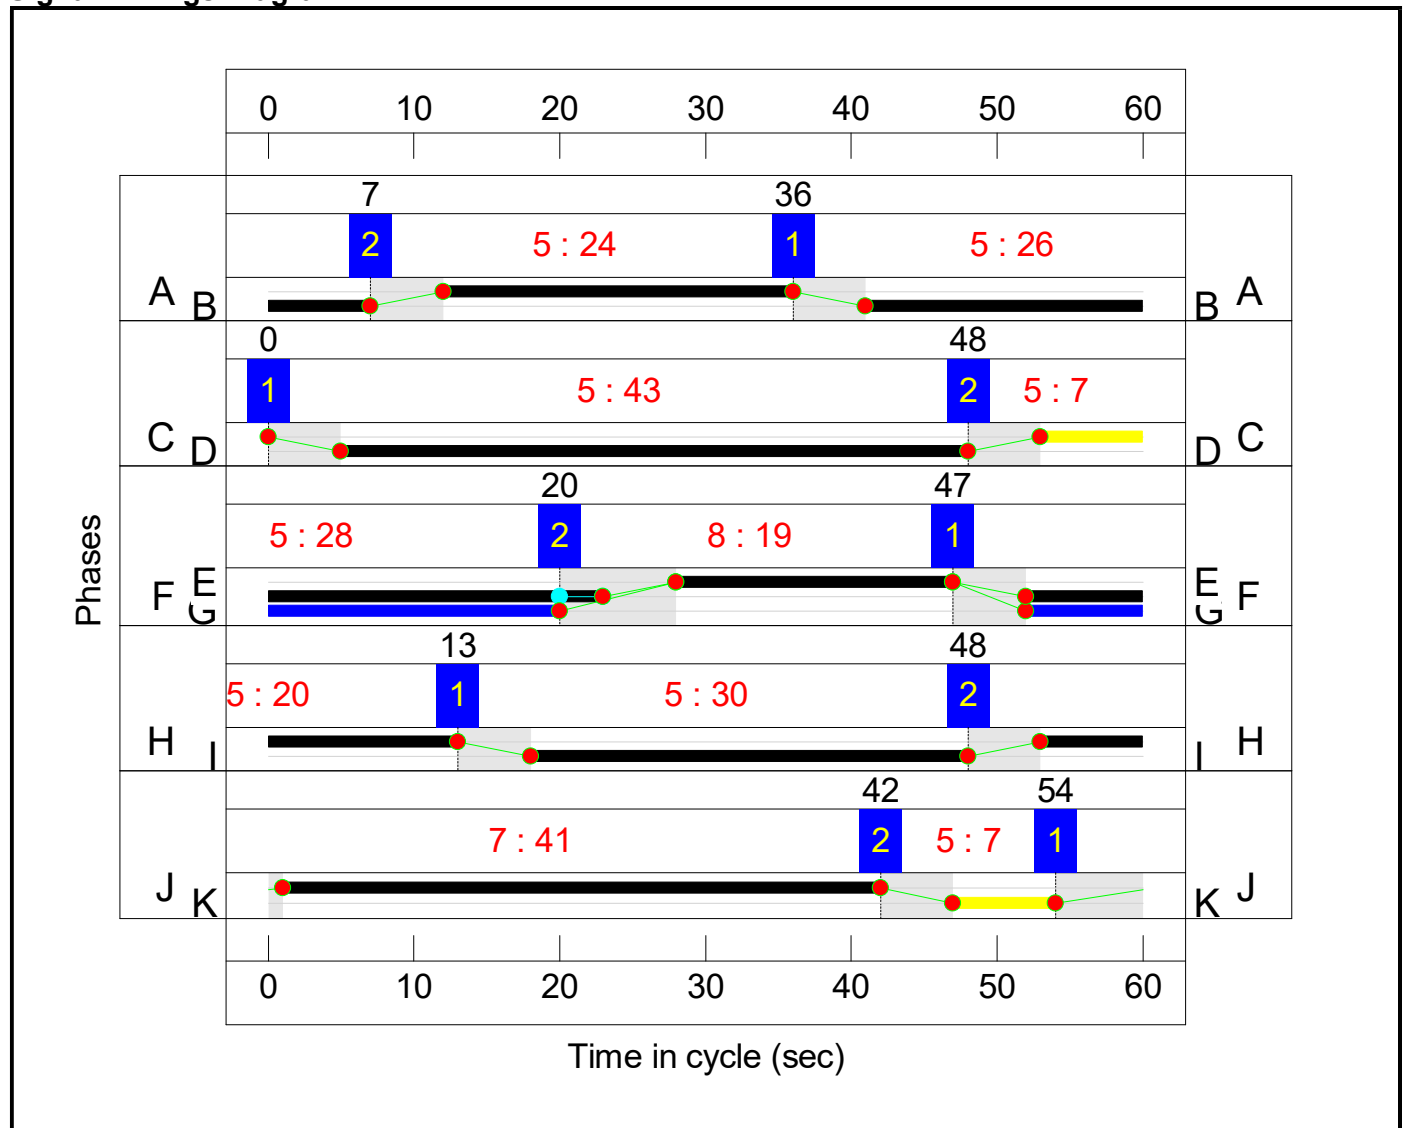 0 10 20 30 40 50 60
7 36
2 5 : 24 1 5 : 26
A B B A
0 48
1 5 : 43 2 5 : 7
C D D C
20 47
5 : 28 2 8 : 19 1
F E G E G F
13 48
5 : 20 1 5 : 30 2
H I I H
42 54
7 : 41 2 5 : 7 1
J K K J
Phases
0 10 20 30 40 50 60
Time in cycle (sec)